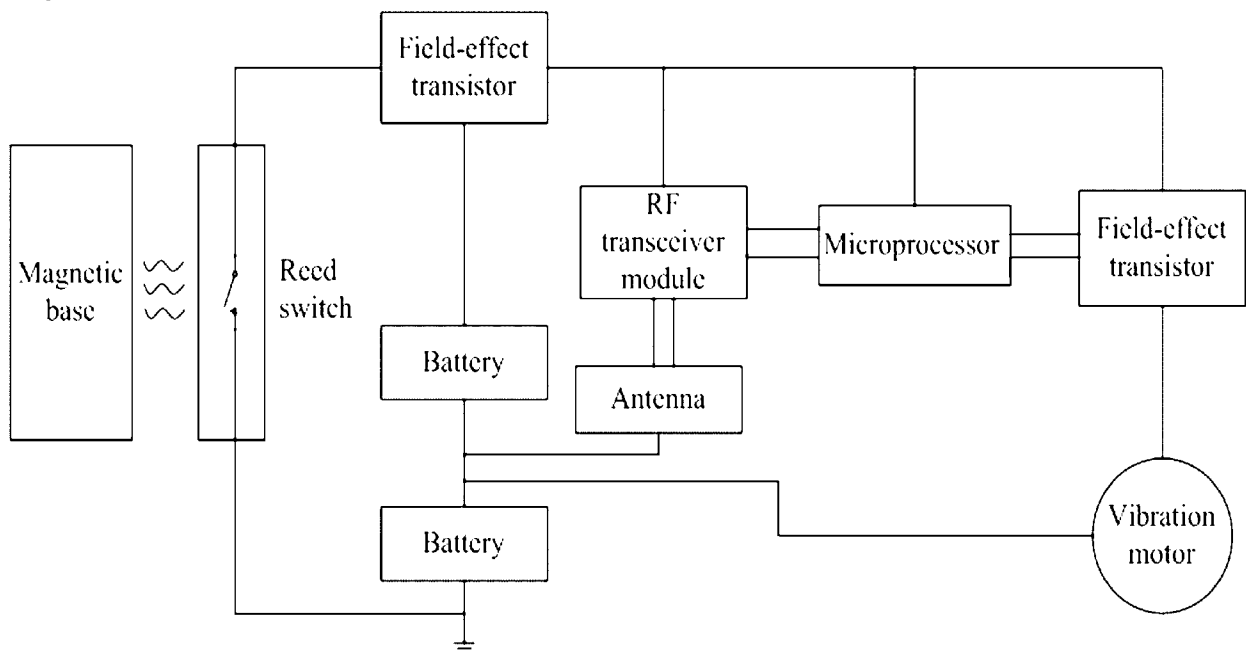 Field-effect
transistor
Magnetic
base
Reed
switch
RF
transceiver
module
Microprocessor
Field-effect
transistor
Battery
Antenna
Battery
Vibration
motor